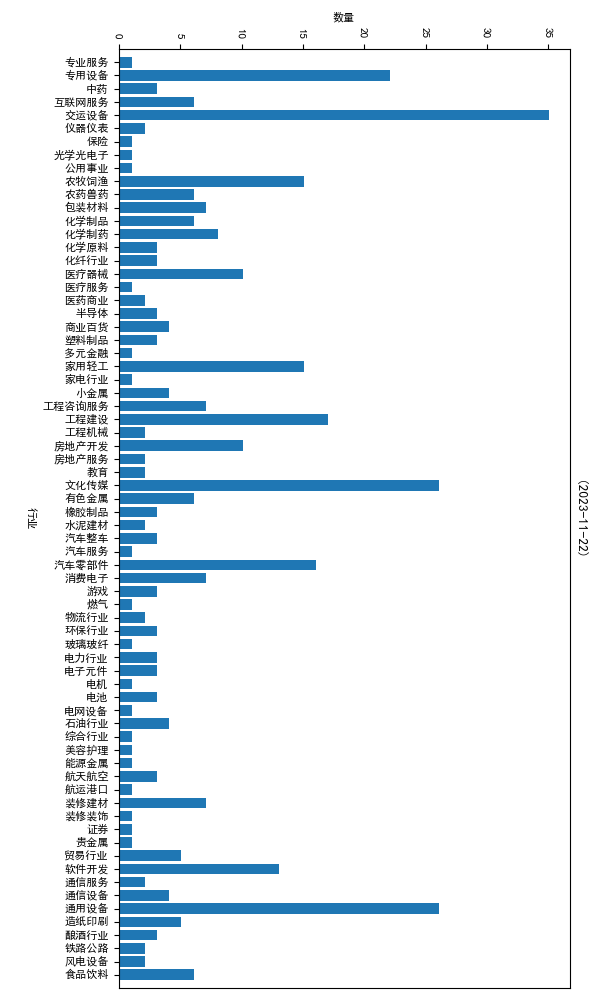 数量
0
5
10
15
20
25
30
35
专业服务
专用设备
中药
互联网服务
交运设备
仪器仪表
保险
光学光电子
公用事业
农牧饲渔
农药兽药
包装材料
化学制品
化学制药
化学原料
化纤行业
医疗器械
医疗服务
医药商业
半导体
商业百货
塑料制品
多元金融
家用轻工
家电行业
小金属
工程咨询服务
工程建设
工程机械
房地产开发
房地产服务
教育
文化传媒
有色金属
橡胶制品
水泥建材
汽车整车
汽车服务
汽车零部件
消费电子
游戏
燃气
物流行业
环保行业
玻璃玻纤
电力行业
电子元件
电机
电池
电网设备
石油行业
综合行业
美容护理
能源金属
航天航空
航运港口
装修建材
装修装饰
证券
贵金属
贸易行业
软件开发
通信服务
通信设备
通用设备
造纸印刷
酿酒行业
铁路公路
风电设备
食品饮料
行业
(2023-11-22)